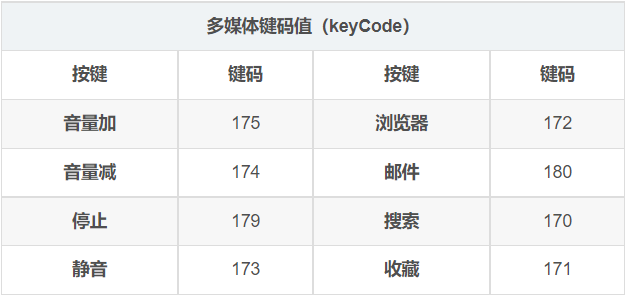 多媒体键码值（keyCode）
按键 键码 按键 键码
音量加 175 浏览器 172
音量减 174 邮件 180
停止 179 搜索 170
静音 173 收藏 171